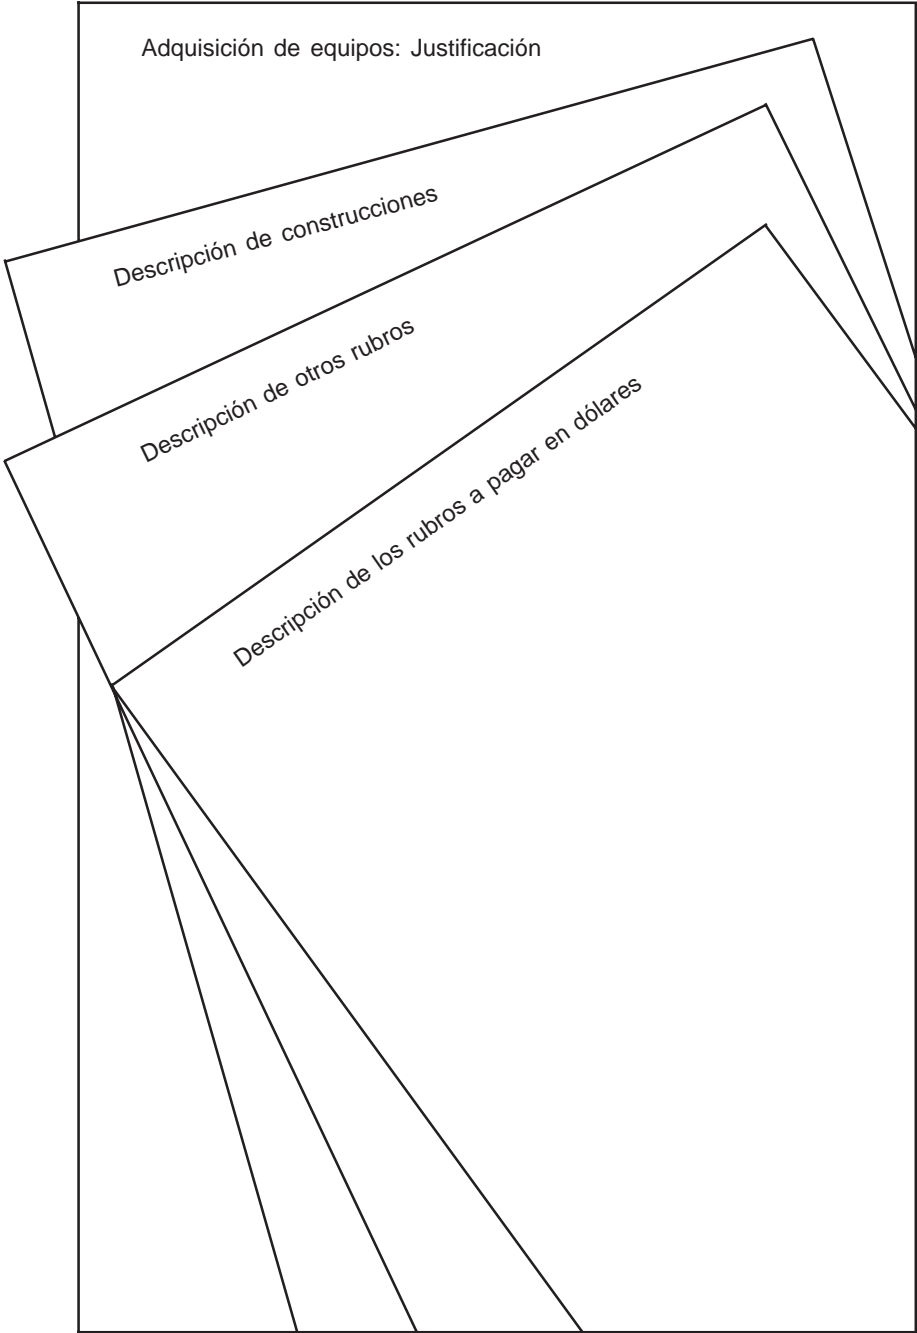 Adquisición de equipos: Justificación
Descripción de construcciones
Descripción de otros rubros
Descripción de los rubros a pagar en dólares